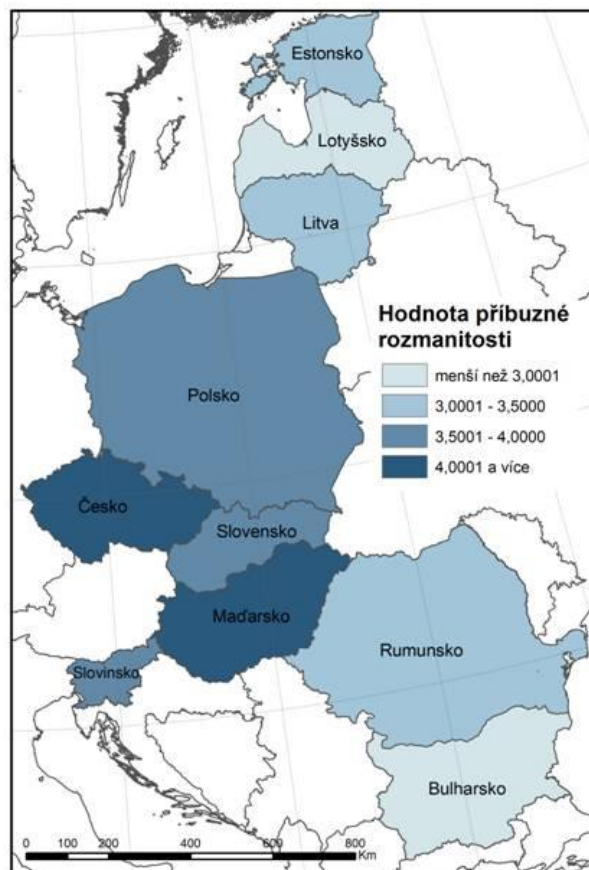 Estonsko
Lotyšsko
Litva
Hodnota příbuzné
rozmanitosti
menší než 3,0001
3,0001 - 3,5000
3,5001 - 4,0000
4,0001 a více
Polsko
Česko
Slovensko
Maďarsko
Slovinsko
Rumunsko
Bulharsko
0 100 200 400 600 800
Km